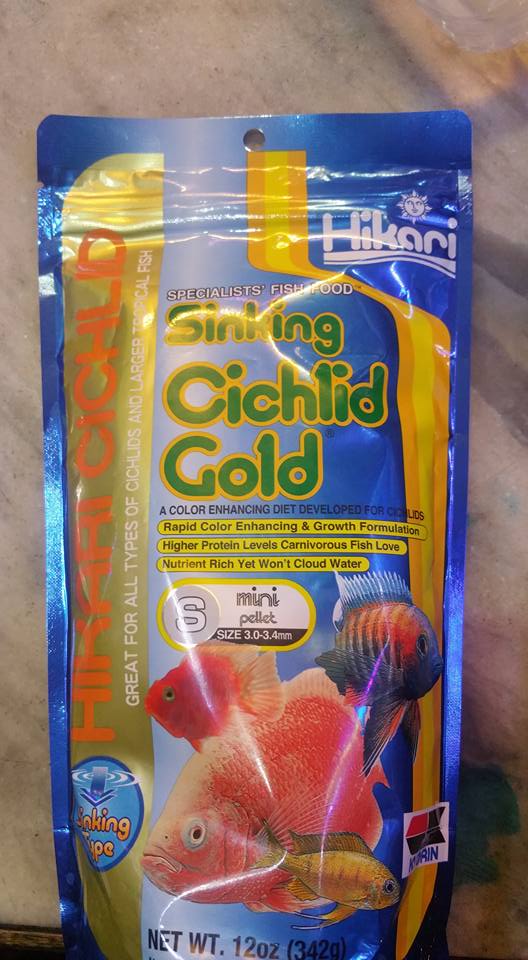 Hikari
SPECIALISTS' FISH FOOD™
Sinking
Cichlid
Gold®
A COLOR ENHANCING DIET DEVELOPED FOR CICHLIDS
Rapid Color Enhancing & Growth Formulation
Higher Protein Levels Carnivorous Fish Love
Nutrient Rich Yet Won't Cloud Water
S
mini
pellet
SIZE 3.0-3.4mm
HIKARI CICHLID
GREAT FOR ALL TYPES OF CICHLIDS AND LARGER TROPICAL FISH
Sinking
Type
KYORIN
NET WT. 12oz (342g)